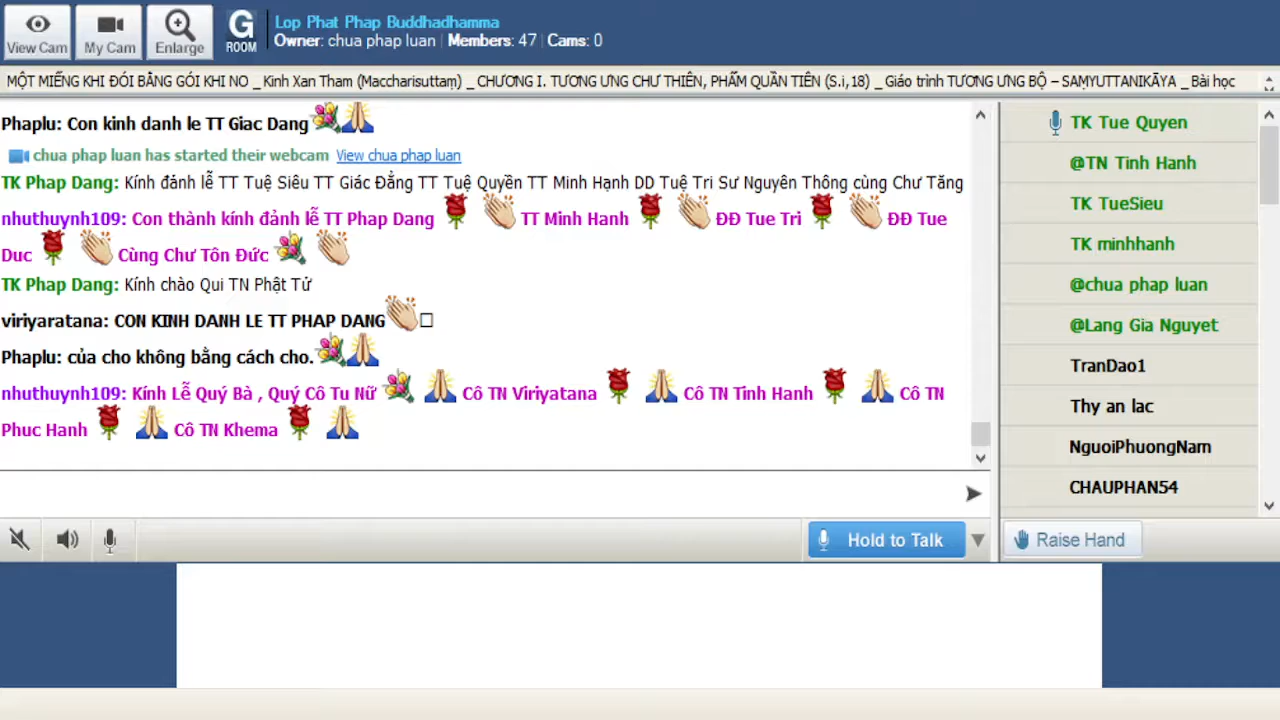 View Cam
My Cam
Enlarge
G
ROOM
Lop Phat Phap Buddhadhamma
Owner: chua phap luan | Members: 47 | Cams: 0
MỘT MIẾNG KHI ĐÓI BẰNG GÓI KHI NO _ Kinh Xan Tham (Maccharisuttaṃ) _ CHƯƠNG I. TƯƠNG ƯNG CHƯ THIÊN, PHẨM QUẦN TIÊN (S.i,18) _ Giáo trình TƯƠNG ƯNG BỘ – SAṂYUTTANIKĀYA _ Bài học
Phaplu: Con kinh danh le TT Giac Dang
chua phap luan has started their webcam View chua phap luan
TK Phap Dang: Kính đảnh lễ TT Tuệ Siêu TT Giác Đẳng TT Tuệ Quyền TT Minh Hạnh DD Tuệ Tri Sư Nguyên Thông cùng Chư Tăng
nhuthuynh109: Con thành kính đảnh lễ TT Phap Dang TT Minh Hanh ĐĐ Tue Tri ĐĐ Tue
Duc Cùng Chư Tôn Đức
TK Phap Dang: Kính chào Qui TN Phật Tử
viriyaratana: CON KINH DANH LE TT PHAP DANG
Phaplu: của cho không bằng cách cho.
nhuthuynh109: Kính Lễ Quý Bà , Quý Cô Tu Nữ Cô TN Viriyatana Cô TN Tinh Hanh Cô TN
Phuc Hanh Cô TN Khema
Hold to Talk
TK Tue Quyen
@TN Tinh Hanh
TK TueSieu
TK minhhanh
@chua phap luan
@Lang Gia Nguyet
TranDao1
Thy an lac
NguoiPhuongNam
CHAUPHAN54
Raise Hand